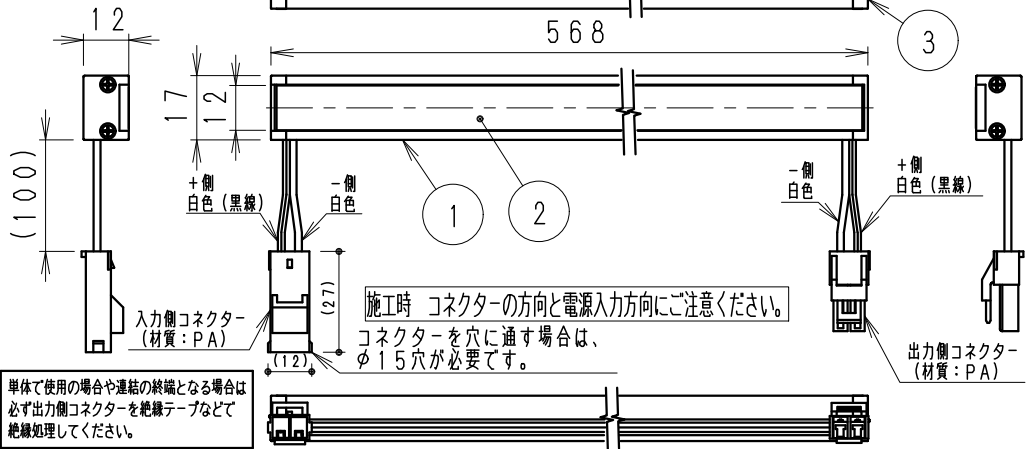 12
568
3
17
12
(100)
+側
白色（黒線）
-側
白色
1
2
-側
白色
+側
白色（黒線）
(27)
施工時　コネクターの方向と電源入力方向にご注意ください。
入力側コネクター
（材質：PA）
コネクターを穴に通す場合は、
φ15穴が必要です。
(12)
出力側コネクター
（材質：PA）
単体で使用の場合や連結の終端となる場合は
必ず出力側コネクターを絶縁テープなどで
絶縁処理してください。